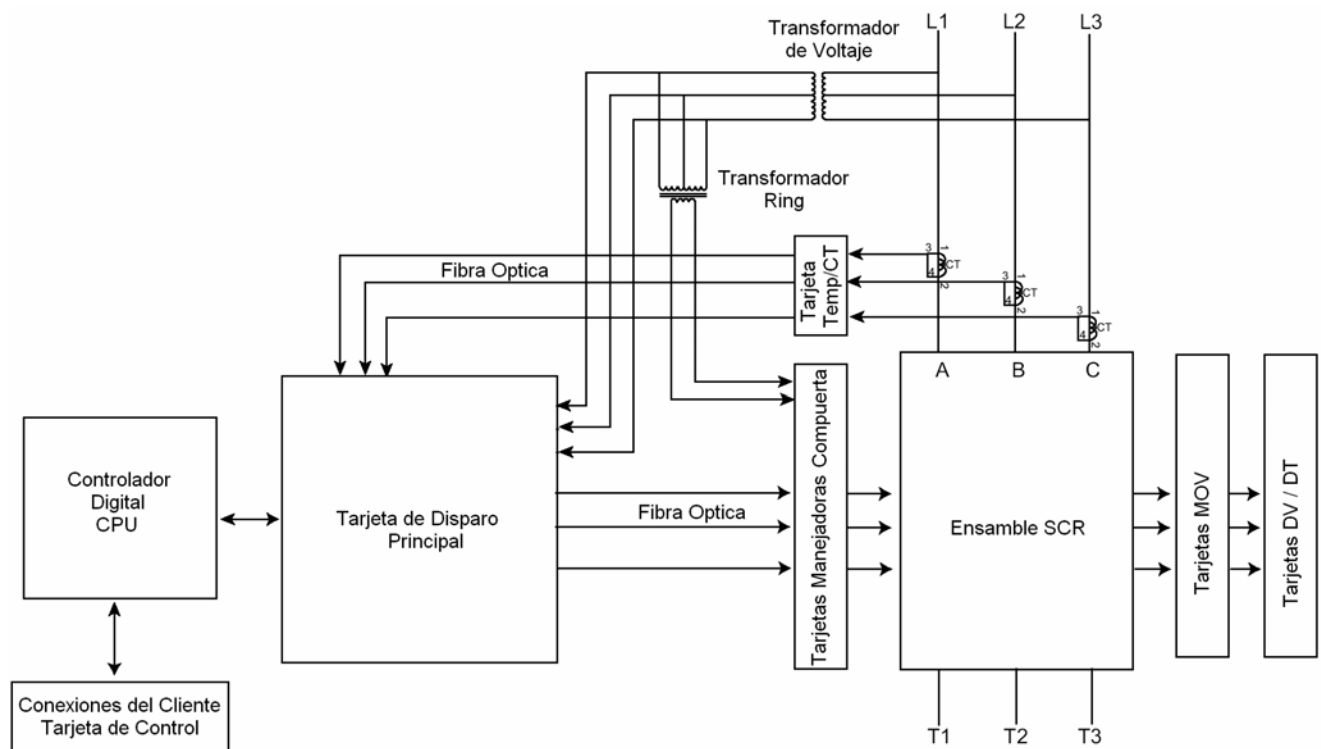 L1
L2
L3
Transformador
de Voltaje
Transformador
Ring
Fibra Optica
Tarjeta
Temp/CT
3
1
4
2
CT
3
1
4
2
CT
3
1
4
2
CT
A
B
C
Controlador
Digital
CPU
Tarjeta de Disparo
Principal
Fibra Optica
Tarjetas Manejadoras Compuerta
Ensamble SCR
Tarjetas MOV
Tarjetas DV / DT
Conexiones del Cliente
Tarjeta de Control
T1
T2
T3